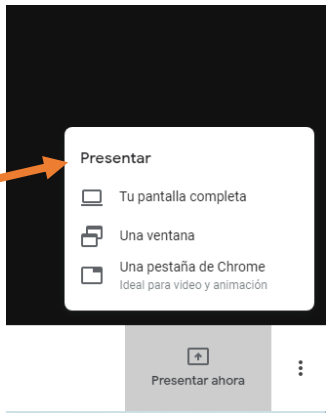 Presentar
Tu pantalla completa
Una ventana
Una pestaña de Chrome
Ideal para video y animación
Presentar ahora